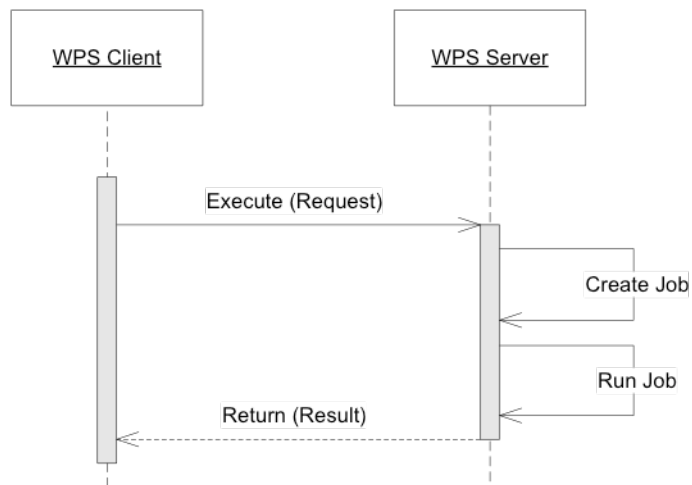 WPS Client
WPS Server
Execute (Request)
Create Job
Run Job
Return (Result)